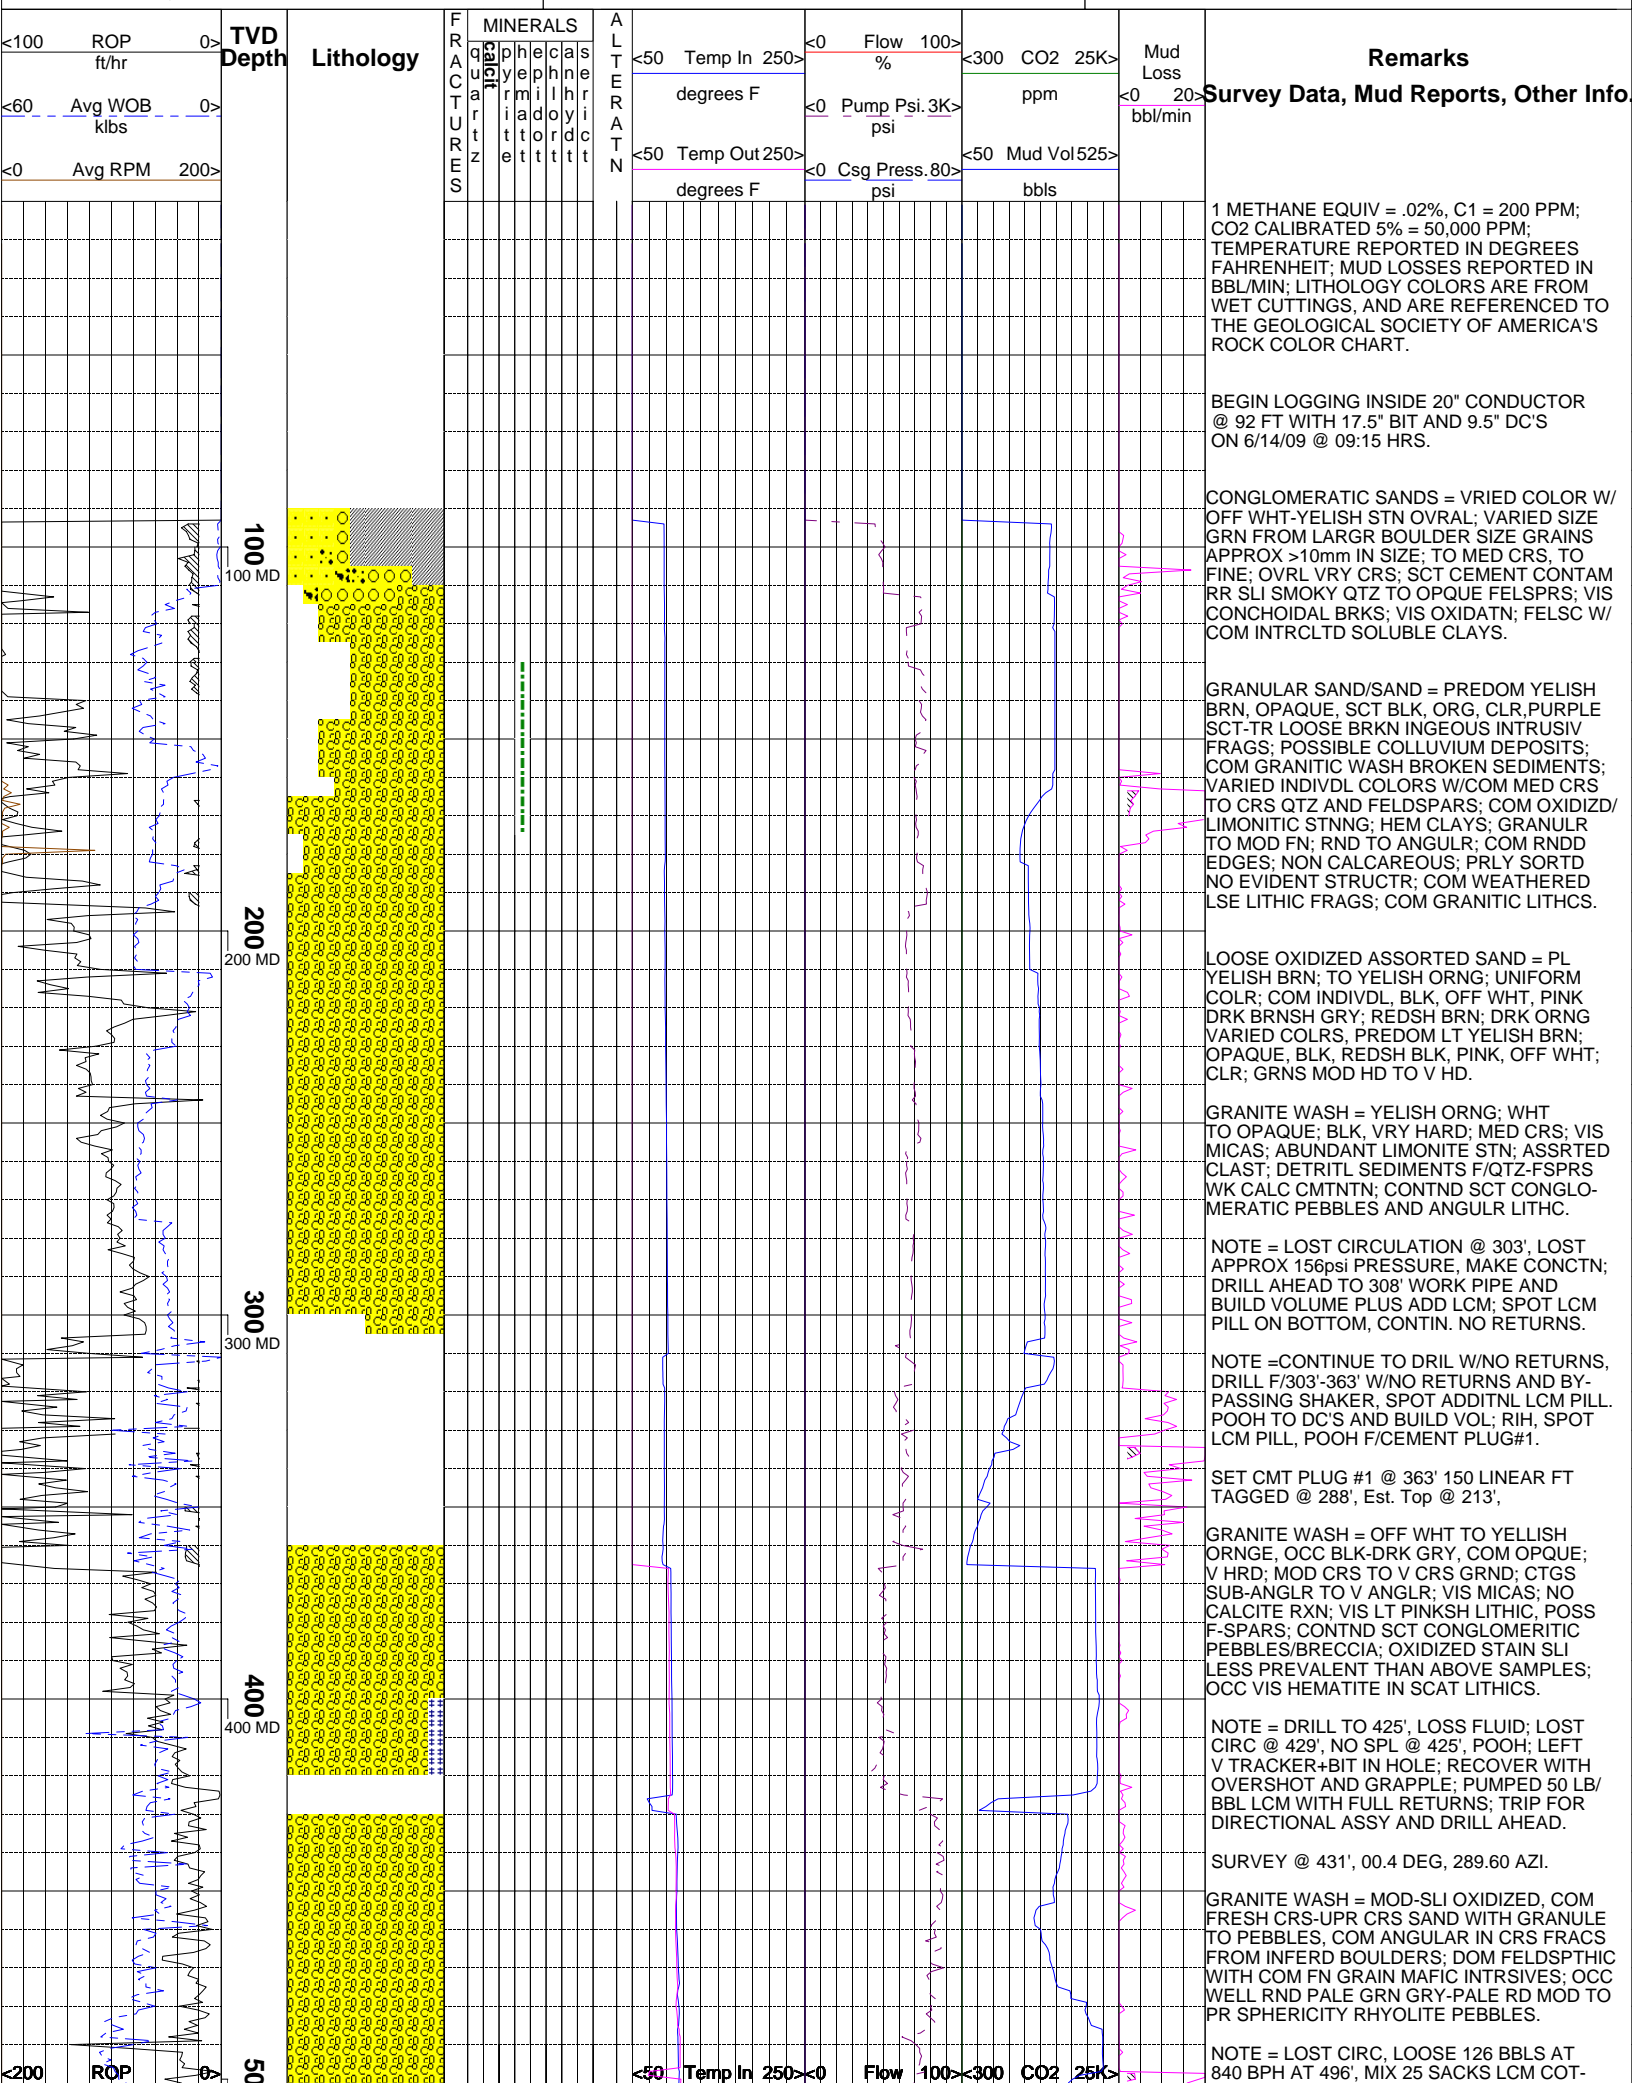 <100 ROP 0>
ft/hr
<60 Avg WOB 0>
klbs
<0 Avg RPM 200>
TVD
Depth
Lithology
FRACTURES
MINERALS
quartz
calcit
pyrite
hematt
epidot
chlort
anhydt
serict
ALTERATN
<50 Temp In 250>
degrees F
<50 Temp Out 250>
degrees F
<0 Flow 100>
%
<0 Pump Psi. 3K>
psi
<0 Csg Press. 80>
psi
<300 CO2 25K>
ppm
<50 Mud Vol 525>
bbls
Mud
Loss
<0 20>
bbl/min
Remarks
Survey Data, Mud Reports, Other Info.
1 METHANE EQUIV = .02%, C1 = 200 PPM;
CO2 CALIBRATED 5% = 50,000 PPM;
TEMPERATURE REPORTED IN DEGREES
FAHRENHEIT; MUD LOSSES REPORTED IN
BBL/MIN; LITHOLOGY COLORS ARE FROM
WET CUTTINGS, AND ARE REFERENCED TO
THE GEOLOGICAL SOCIETY OF AMERICA'S
ROCK COLOR CHART.
BEGIN LOGGING INSIDE 20" CONDUCTOR
@ 92 FT WITH 17.5" BIT AND 9.5" DC'S
ON 6/14/09 @ 09:15 HRS.
CONGLOMERATIC SANDS = VRIED COLOR W/
OFF WHT-YELISH STN OVRAL; VARIED SIZE
GRN FROM LARGR BOULDER SIZE GRAINS
APPROX >10mm IN SIZE; TO MED CRS, TO
FINE; OVRL VRY CRS; SCT CEMENT CONTAM
RR SLI SMOKY QTZ TO OPQUE FELSPRS; VIS
CONCHOIDAL BRKS; VIS OXIDATN; FELSC W/
COM INTRCLTD SOLUBLE CLAYS.
100
100 MD
GRANULAR SAND/SAND = PREDOM YELISH
BRN, OPAQUE, SCT BLK, ORG, CLR,PURPLE
SCT-TR LOOSE BRKN INGEOUS INTRUSIV
FRAGS; POSSIBLE COLLUVIUM DEPOSITS;
COM GRANITIC WASH BROKEN SEDIMENTS;
VARIED INDIVDL COLORS W/COM MED CRS
TO CRS QTZ AND FELDSPARS; COM OXIDIZD/
LIMONITIC STNNG; HEM CLAYS; GRANULR
TO MOD FN; RND TO ANGULR; COM RNDD
EDGES; NON CALCAREOUS; PRLY SORTD
NO EVIDENT STRUCTR; COM WEATHERED
LSE LITHIC FRAGS; COM GRANITIC LITHCS.
200
200 MD
LOOSE OXIDIZED ASSORTED SAND = PL
YELISH BRN; TO YELISH ORNG; UNIFORM
COLR; COM INDIVDL, BLK, OFF WHT, PINK
DRK BRNSH GRY; REDSH BRN; DRK ORNG
VARIED COLRS, PREDOM LT YELISH BRN;
OPAQUE, BLK, REDSH BLK, PINK, OFF WHT;
CLR; GRNS MOD HD TO V HD.
GRANITE WASH = YELISH ORNG; WHT
TO OPAQUE; BLK, VRY HARD; MED CRS; VIS
MICAS; ABUNDANT LIMONITE STN; ASSRTED
CLAST; DETRITL SEDIMENTS F/QTZ-FSPRS
WK CALC CMTNTN; CONTND SCT CONGLO-
MERATIC PEBBLES AND ANGULR LITHC.
NOTE = LOST CIRCULATION @ 303', LOST
APPROX 156psi PRESSURE, MAKE CONCTN;
DRILL AHEAD TO 308' WORK PIPE AND
BUILD VOLUME PLUS ADD LCM; SPOT LCM
PILL ON BOTTOM, CONTIN. NO RETURNS.
300
300 MD
NOTE =CONTINUE TO DRIL W/NO RETURNS,
DRILL F/303'-363' W/NO RETURNS AND BY-
PASSING SHAKER, SPOT ADDITNL LCM PILL.
POOH TO DC'S AND BUILD VOL; RIH, SPOT
LCM PILL, POOH F/CEMENT PLUG#1.
SET CMT PLUG #1 @ 363' 150 LINEAR FT
TAGGED @ 288', Est. Top @ 213',
GRANITE WASH = OFF WHT TO YELLISH
ORNGE, OCC BLK-DRK GRY, COM OPQUE;
V HRD; MOD CRS TO V CRS GRND; CTGS
SUB-ANGLR TO V ANGLR; VIS MICAS; NO
CALCITE RXN; VIS LT PINKSH LITHIC, POSS
F-SPARS; CONTND SCT CONGLOMERITIC
PEBBLES/BRECCIA; OXIDIZED STAIN SLI
LESS PREVALENT THAN ABOVE SAMPLES;
OCC VIS HEMATITE IN SCAT LITHICS.
400
400 MD
NOTE = DRILL TO 425', LOSS FLUID; LOST
CIRC @ 429', NO SPL @ 425', POOH; LEFT
V TRACKER+BIT IN HOLE; RECOVER WITH
OVERSHOT AND GRAPPLE; PUMPED 50 LB/
BBL LCM WITH FULL RETURNS; TRIP FOR
DIRECTIONAL ASSY AND DRILL AHEAD.
SURVEY @ 431', 00.4 DEG, 289.60 AZI.
GRANITE WASH = MOD-SLI OXIDIZED, COM
FRESH CRS-UPR CRS SAND WITH GRANULE
TO PEBBLES, COM ANGULAR IN CRS FRACS
FROM INFERD BOULDERS; DOM FELDSPTHIC
WITH COM FN GRAIN MAFIC INTRSIVES; OCC
WELL RND PALE GRN GRY-PALE RD MOD TO
PR SPHERICITY RHYOLITE PEBBLES.
NOTE = LOST CIRC, LOOSE 126 BBLS AT
840 BPH AT 496', MIX 25 SACKS LCM COT-
<200 ROP 0>
50
<50 Temp In 250>
<0 Flow 100>
<300 CO2 25K>